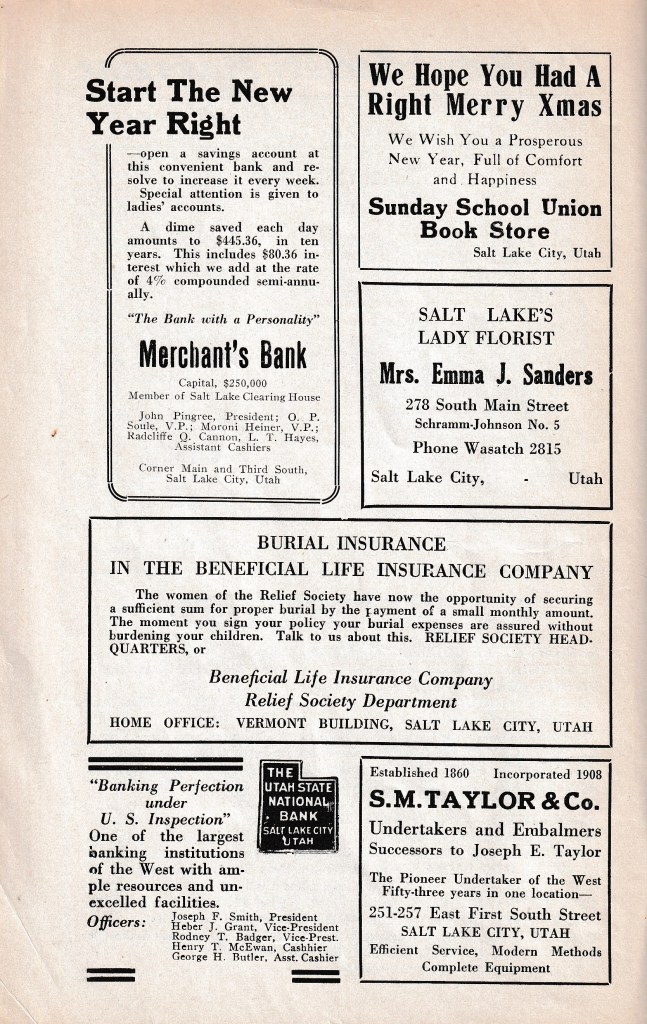 Start The New
Year Right
—open a savings account at
this convenient bank and re-
solve to increase it every week.
Special attention is given to
ladies' accounts.
A dime saved each day
amounts to $445.36, in ten
years. This includes $80.36 in-
terest which we add at the rate
of 4% compounded semi-annu-
ally.
"The Bank with a Personality"
Merchant's Bank
Capital, $250,000
Member of Salt Lake Clearing House
John Pingree, President; O. P.
Soule, V.P.; Moroni Heiner, V.P.;
Radcliffe Q. Cannon, L. T. Hayes,
Assistant Cashiers
Corner Main and Third South,
Salt Lake City, Utah
We Hope You Had A
Right Merry Xmas
We Wish You a Prosperous
New Year, Full of Comfort
and Happiness
Sunday School Union
Book Store
Salt Lake City, Utah
SALT LAKE'S
LADY FLORIST
Mrs. Emma J. Sanders
278 South Main Street
Schramm-Johnson No. 5
Phone Wasatch 2815
Salt Lake City, - Utah
BURIAL INSURANCE
IN THE BENEFICIAL LIFE INSURANCE COMPANY
The women of the Relief Society have now the opportunity of securing
a sufficient sum for proper burial by the payment of a small monthly amount.
The moment you sign your policy your burial expenses are assured without
burdening your children. Talk to us about this. RELIEF SOCIETY HEAD-
QUARTERS, or
Beneficial Life Insurance Company
Relief Society Department
HOME OFFICE: VERMONT BUILDING, SALT LAKE CITY, UTAH
"Banking Perfection
under
U. S. Inspection"
One of the largest
banking institutions
of the West with am-
ple resources and un-
excelled facilities.
THE
UTAH STATE
NATIONAL
BANK
SALT LAKE CITY
UTAH
Officers:
Joseph F. Smith, President
Heber J. Grant, Vice-President
Rodney T. Badger, Vice-Prest.
Henry T. McEwan, Cashhier
George H. Butler, Asst. Cashier
Established 1860 Incorporated 1908
S.M. TAYLOR & Co.
Undertakers and Embalmers
Successors to Joseph E. Taylor
The Pioneer Undertaker of the West
Fifty-three years in one location—
251-257 East First South Street
SALT LAKE CITY, UTAH
Efficient Service, Modern Methods
Complete Equipment